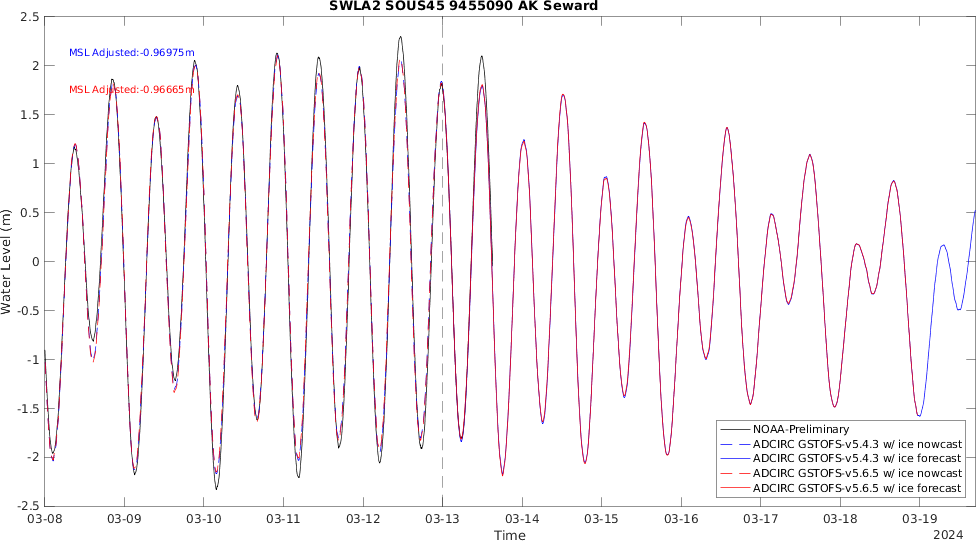 SWLA2 SOUS45 9455090 AK Seward
MSL Adjusted:-0.96975m
MSL Adjusted:-0.96665m
Water Level (m)
2.5
2
1.5
1
0.5
0
-0.5
-1
-1.5
-2
-2.5
03-08
03-09
03-10
03-11
03-12
03-13
03-14
03-15
03-16
03-17
03-18
03-19
Time
2024
NOAA-Preliminary
ADCIRC GSTOFS-v5.4.3 w/ ice nowcast
ADCIRC GSTOFS-v5.4.3 w/ ice forecast
ADCIRC GSTOFS-v5.6.5 w/ ice nowcast
ADCIRC GSTOFS-v5.6.5 w/ ice forecast